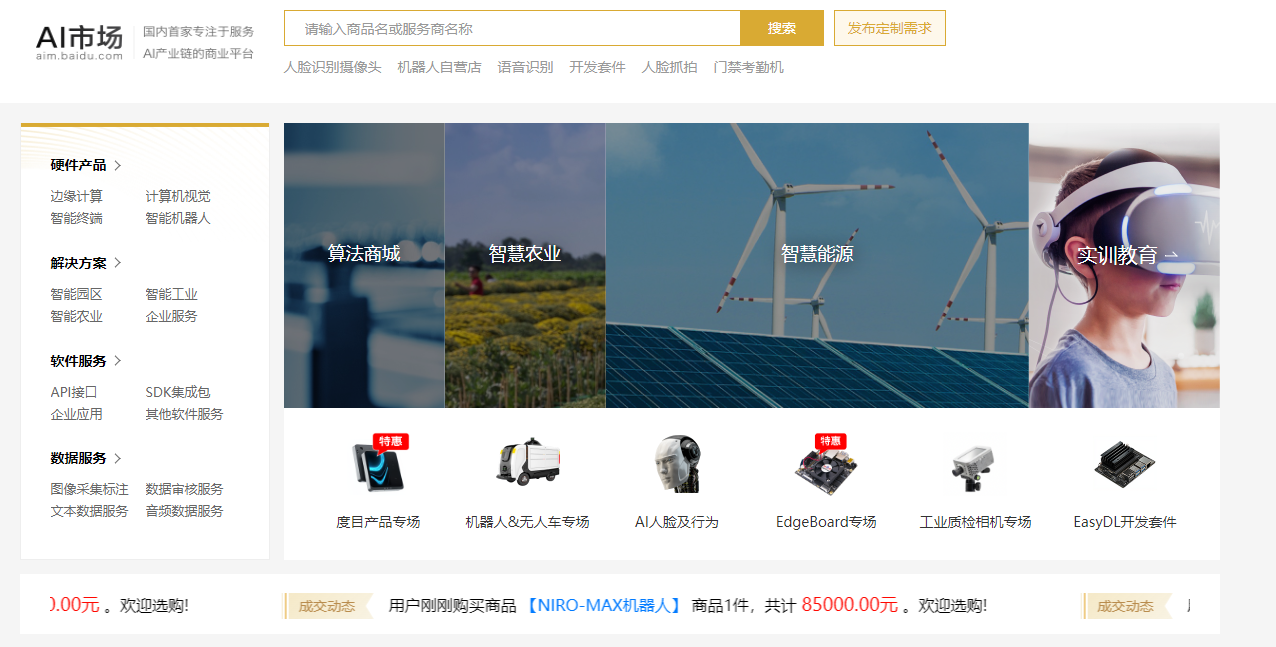 AI市场
aim.baidu.com
国内首家专注于服务
AI产业链的商业平台
请输入商品名或服务商名称
搜索
发布定制需求
人脸识别摄像头 机器人自营店 语音识别 开发套件 人脸抓拍 门禁考勤机
硬件产品
边缘计算 计算机视觉
智能终端 智能机器人
解决方案
智能园区 智能工业
智能农业 企业服务
软件服务
API接口 SDK集成包
企业应用 其他软件服务
数据服务
图像采集标注 数据审核服务
文本数据服务 音频数据服务
算法商城
智慧农业
智慧能源
实训教育
特惠
特惠
度目产品专场
机器人&无人车专场
AI人脸及行为
EdgeBoard专场
工业质检相机专场
EasyDL开发套件
0.00元 。欢迎选购!
成交动态 用户刚刚购买商品 【NIRO-MAX机器人】 商品1件，共计 85000.00元 。欢迎选购!
成交动态